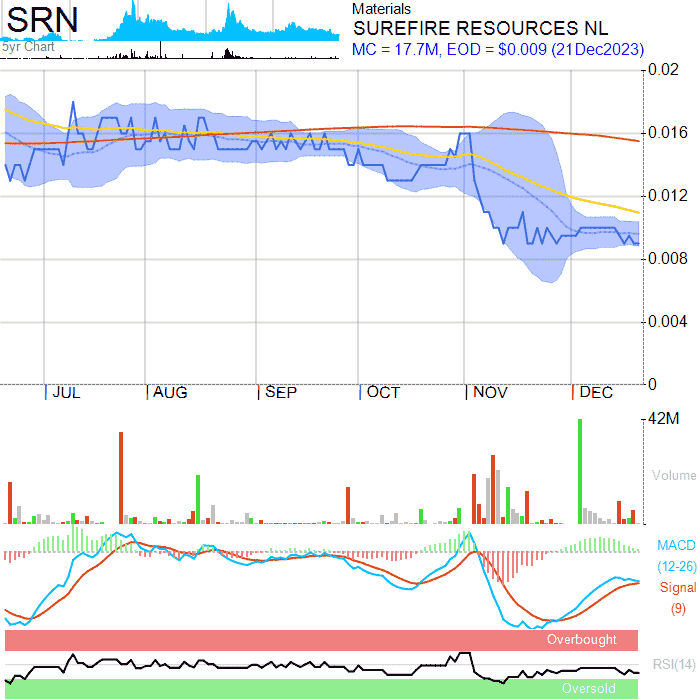 SRN
5yr Chart
Materials
SUREFIRE RESOURCES NL
MC = 17.7M, EOD = $0.009 (21Dec2023)
0.02
0.016
0.012
0.008
0.004
0
JUL AUG SEP OCT NOV DEC
42M
Volume
MACD
(12-26)
Signal
(9)
Overbought
RSI(14)
Oversold